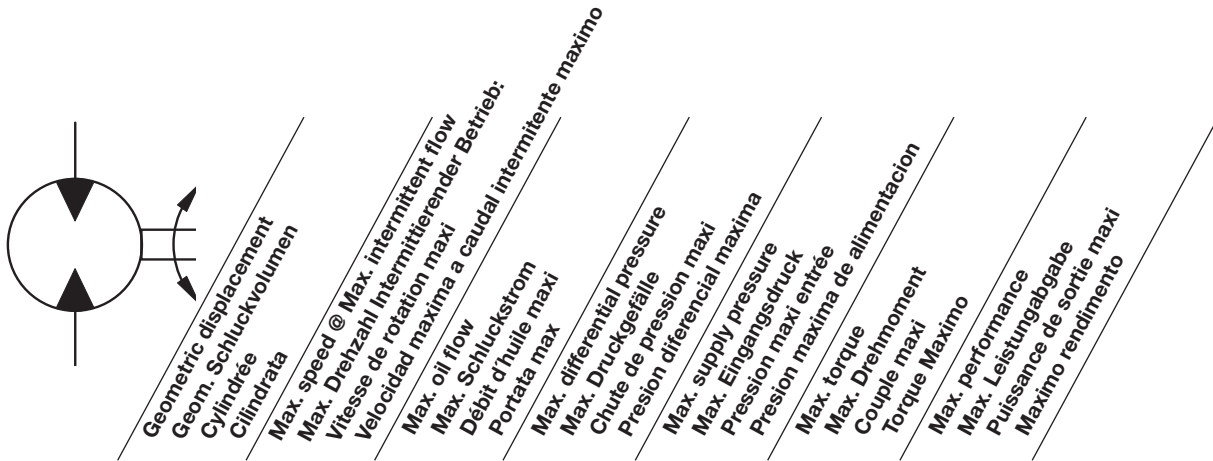 Geometric displacement
Geom. Schluckvolumen
Cylindrée
Cilindrata
Max. speed @ Max. intermittent flow
Max. Drehzahl Intermittierender Betrieb:
Vitesse de rotation maxi
Velocidad maxima a caudal intermitente maximo
Max. oil flow
Max. Schluckstrom
Débit d'huile maxi
Portata max
Max. differential pressure
Max. Druckgefälle
Chute de pression maxi
Presion diferencial maxima
Max. supply pressure
Max. Eingangsdruck
Pression maxi entrée
Presion maxima de alimentacion
Max. torque
Max. Drehmoment
Couple maxi
Torque Maximo
Max. performance
Max. Leistungabgabe
Puissance de sortie maxi
Maximo rendimento